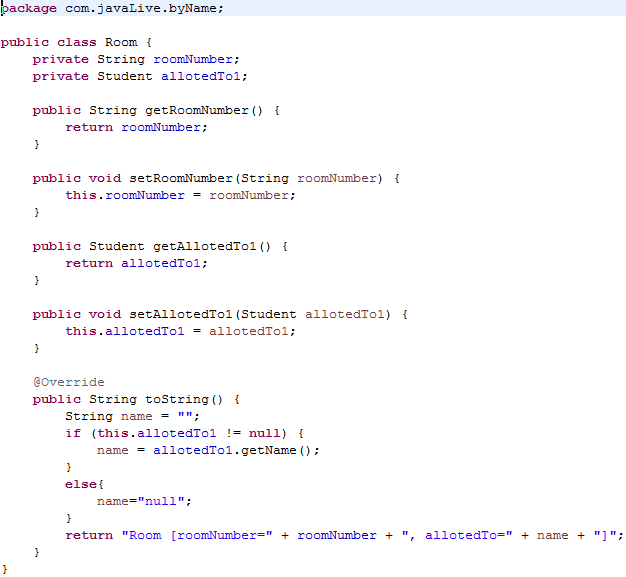 package com.javaLive.byName;
public class Room {
private String roomNumber;
private Student allotedTo1;
public String getRoomNumber() {
return roomNumber;
}
public void setRoomNumber(String roomNumber) {
this.roomNumber = roomNumber;
}
public Student getAllotedTo1() {
return allotedTo1;
}
public void setAllottedTo1(Student allotedTo1) {
this.allotedTo1 = allotedTo1;
}
@Override
public String toString() {
String name = "";
if (this.allotedTo1 != null) {
name = allotedTo1.getName();
}
else{
name="null";
}
return "Room [roomNumber=" + roomNumber + ", allotedTo=" + name + "]";
}
}